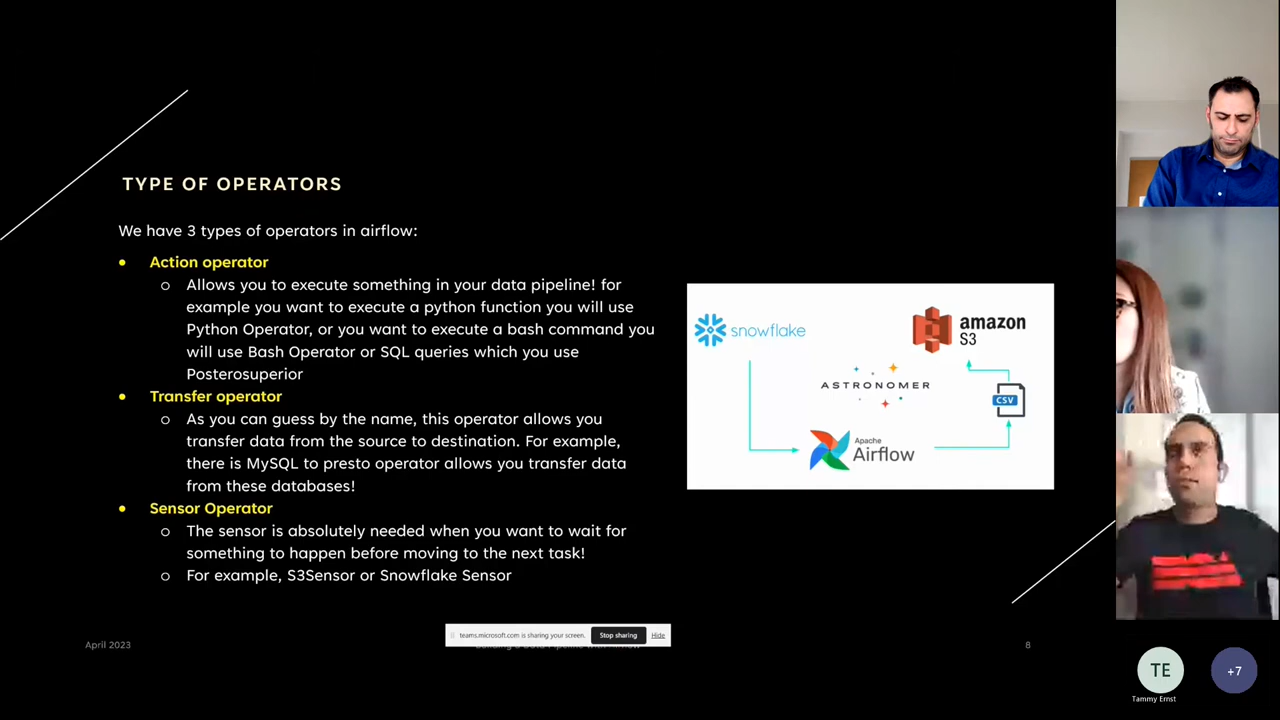 TYPE OF OPERATORS
We have 3 types of operators in airflow:
• Action operator
o Allows you to execute something in your data pipeline! for
example you want to execute a python function you will use
Python Operator, or you want to execute a bash command you
will use Bash Operator or SQL queries which you use
Posterosuperior
• Transfer operator
o As you can guess by the name, this operator allows you
transfer data from the source to destination. For example,
there is MySQL to presto operator allows you transfer data
from these databases!
• Sensor Operator
o The sensor is absolutely needed when you want to wait for
something to happen before moving to the next task!
o For example, S3Sensor or Snowflake Sensor
snowflake
amazon
S3
ASTRONOMER
CSV
Apache
Airflow
teams.microsoft.com is sharing your screen.
Stop sharing
Hide
April 2023
8
TE
+7
Tammy Ernst